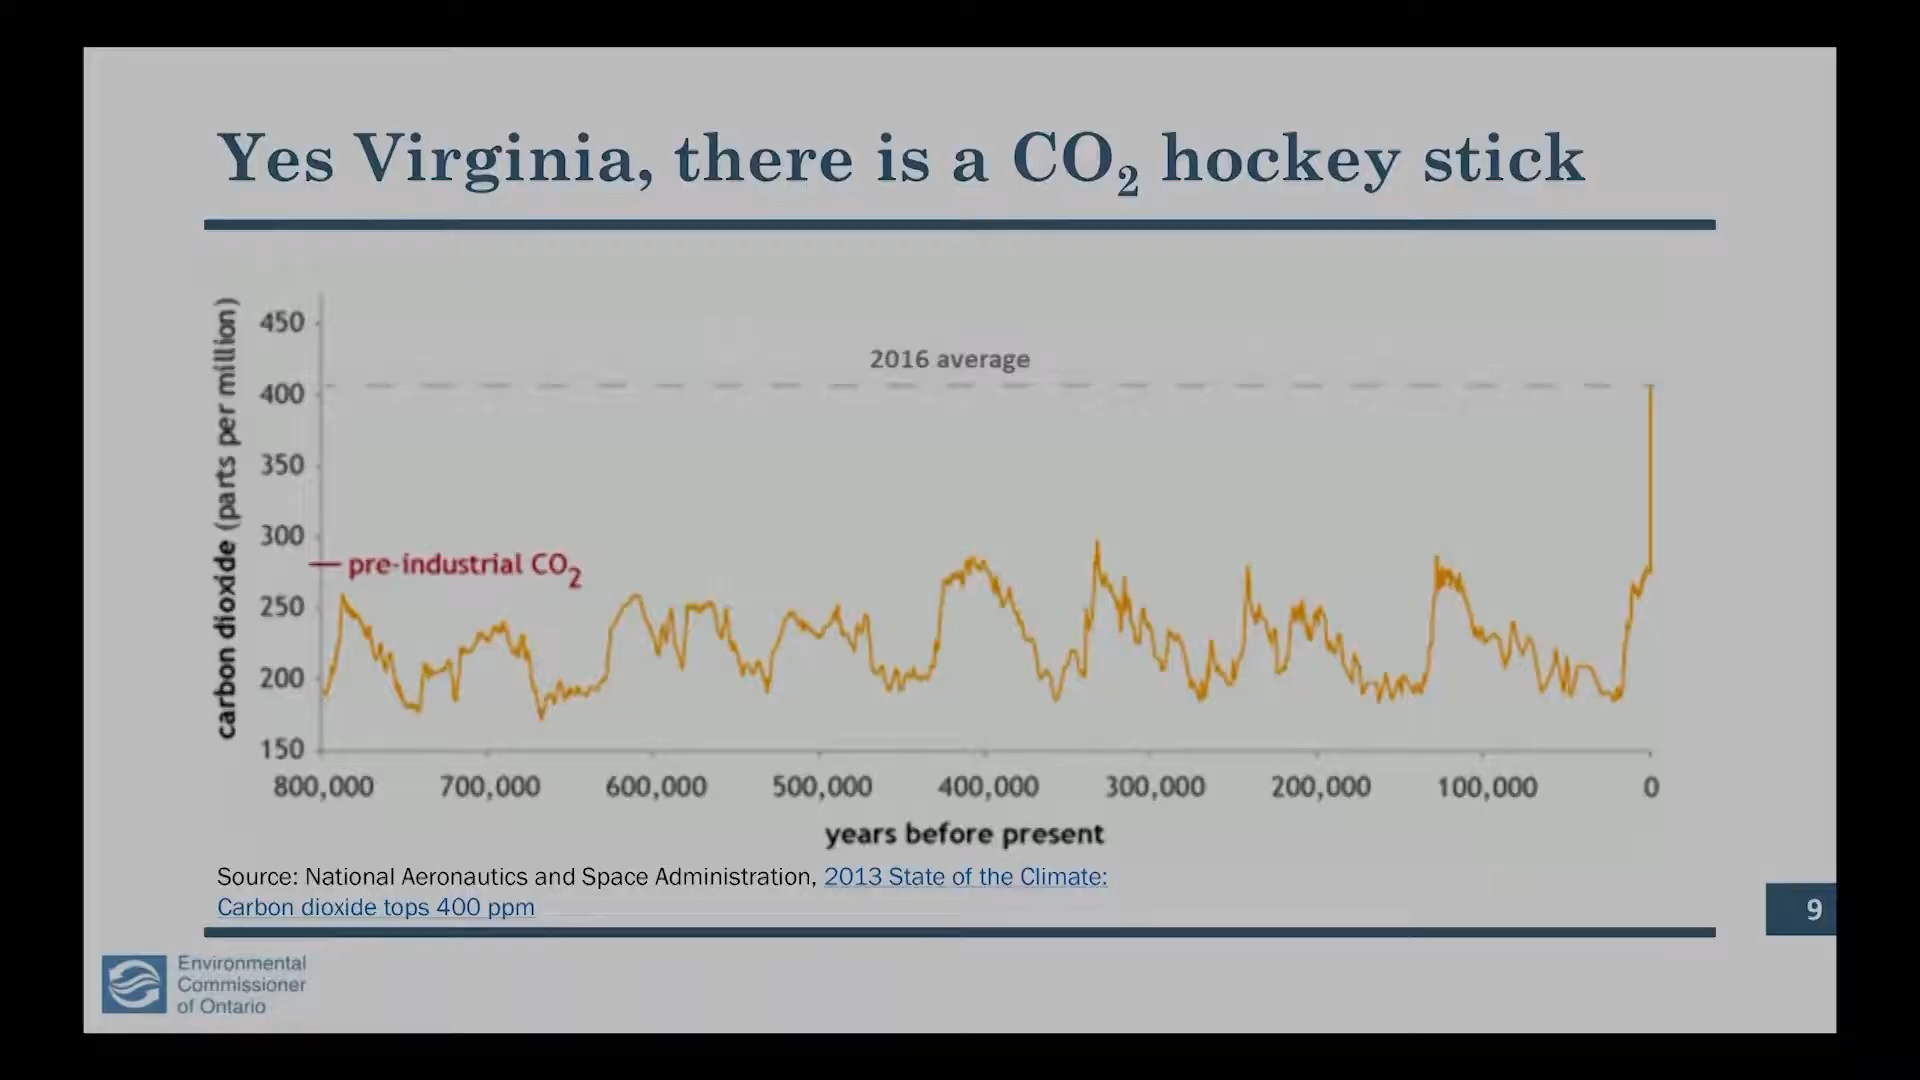 Yes Virginia, there is a CO₂ hockey stick
carbon dioxide (parts per million)
450
400
350
300
250
200
150
2016 average
pre-industrial CO₂
800,000 700,000 600,000 500,000 400,000 300,000 200,000 100,000 0
years before present
Source: National Aeronautics and Space Administration, 2013 State of the Climate:
Carbon dioxide tops 400 ppm
9
Environmental
Commissioner
of Ontario